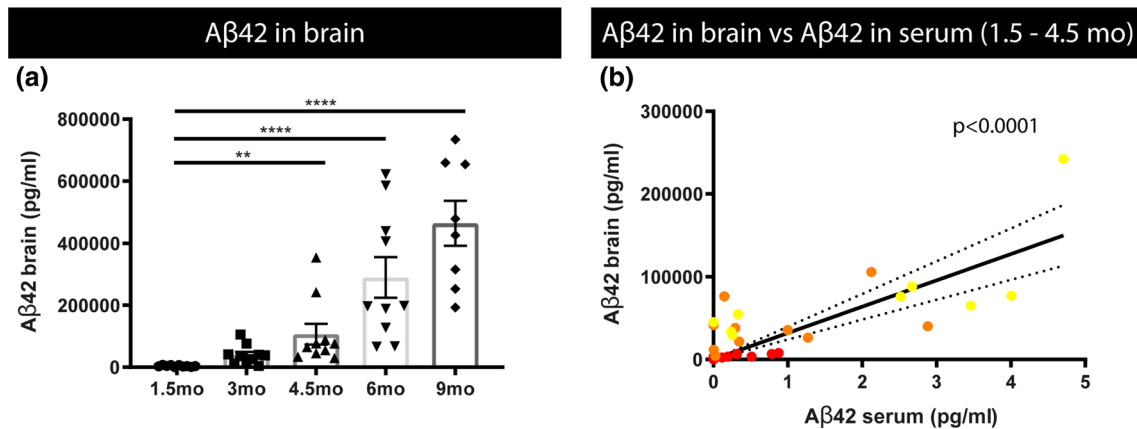 Aβ42 in brain
Aβ42 in brain vs Aβ42 in serum (1.5 - 4.5 mo)
(a)
****
****
**
800000
600000
400000
200000
0
Aβ42 brain (pg/ml)
1.5mo 3mo 4.5mo 6mo 9mo
(b)
p<0.0001
300000
200000
100000
0
Aβ42 brain (pg/ml)
0 1 2 3 4 5
Aβ42 serum (pg/ml)